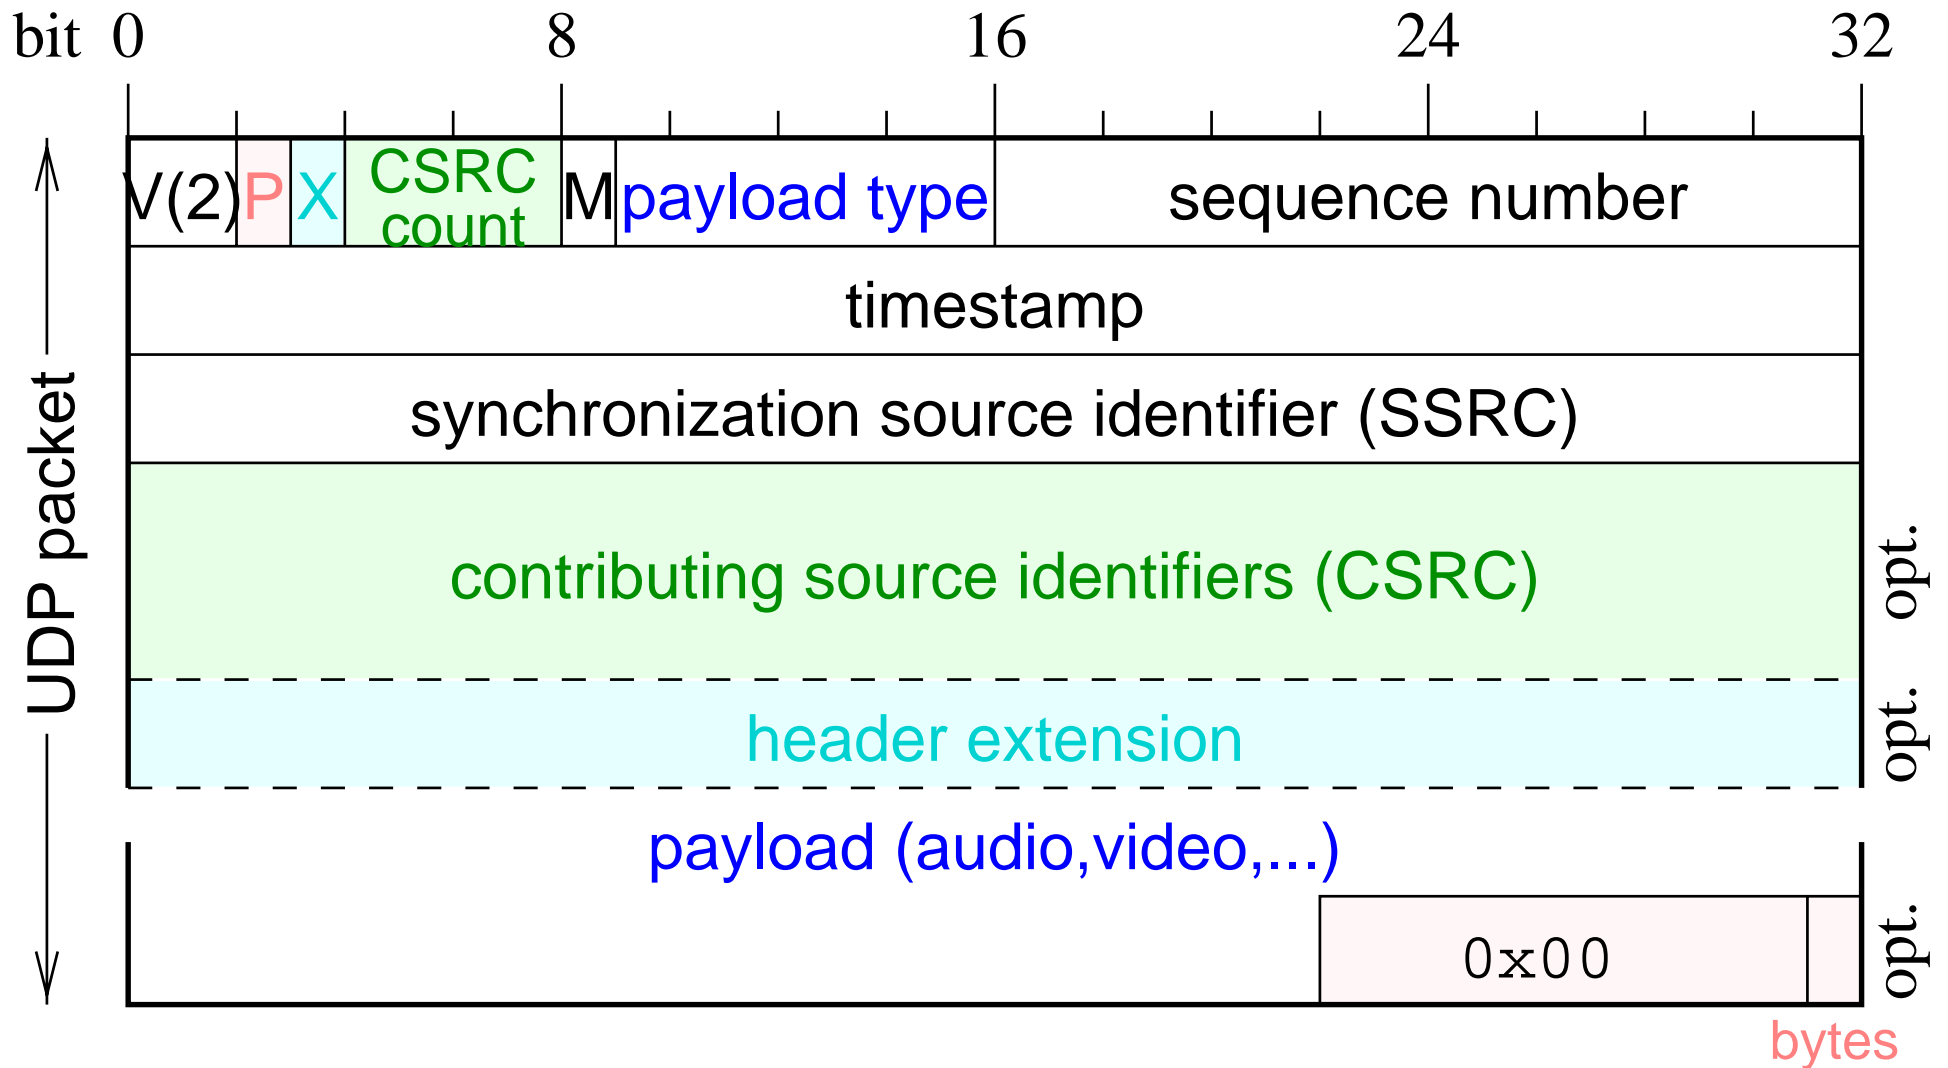 bit 0 8 16 24 32
V(2) P X CSRC count M payload type sequence number
timestamp
synchronization source identifier (SSRC)
UDP packet
contributing source identifiers (CSRC) opt.
header extension opt.
payload (audio,video,...)
0x00 opt.
bytes